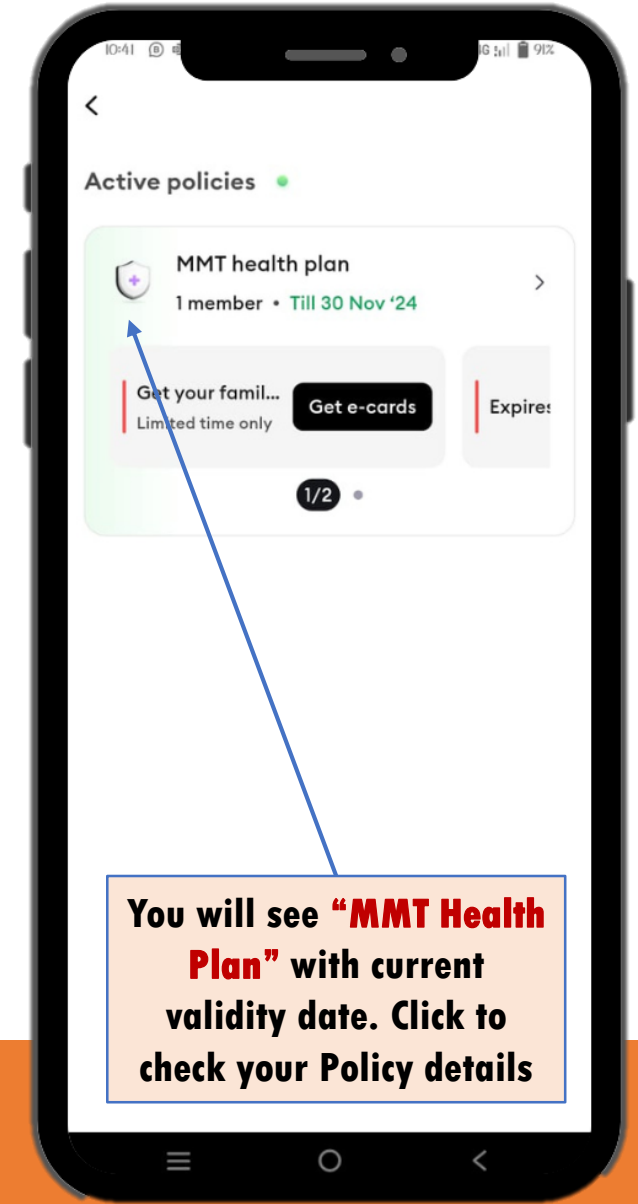 10:41
91%
Active policies
MMT health plan
1 member • Till 30 Nov ‘24
Get your famil...
Limited time only
Get e-cards
Expires
1/2
You will see “MMT Health
Plan” with current
validity date. Click to
check your Policy details